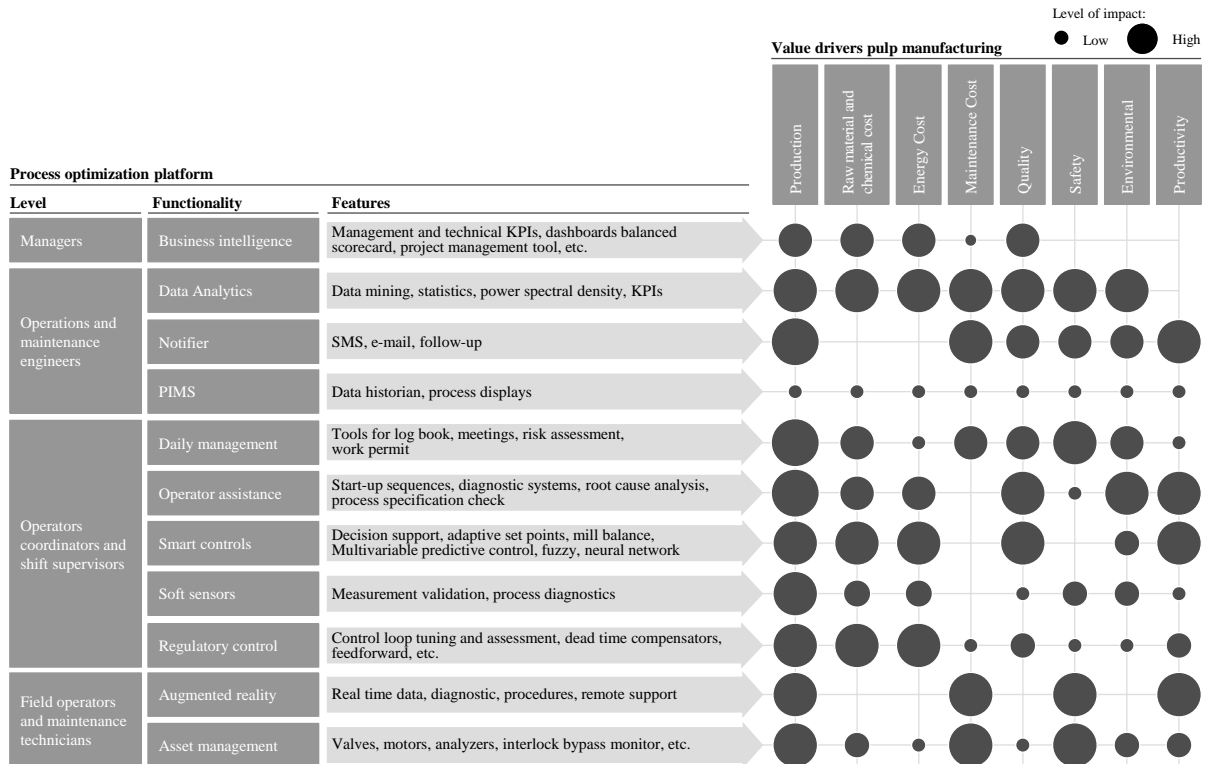 Level of impact:
Low
High
Value drivers pulp manufacturing
Production
Raw material and
chemical cost
Energy Cost
Maintenance Cost
Quality
Safety
Environmental
Productivity
Process optimization platform
Level
Functionality
Features
Managers
Business intelligence
Management and technical KPIs, dashboards balanced
scorecard, project management tool, etc.
Operations and
maintenance
engineers
Data Analytics
Data mining, statistics, power spectral density, KPIs
Notifier
SMS, e-mail, follow-up
PIMS
Data historian, process displays
Operators
coordinators and
shift supervisors
Daily management
Tools for log book, meetings, risk assessment,
work permit
Operator assistance
Start-up sequences, diagnostic systems, root cause analysis,
process specification check
Smart controls
Decision support, adaptive set points, mill balance,
Multivariable predictive control, fuzzy, neural network
Soft sensors
Measurement validation, process diagnostics
Regulatory control
Control loop tuning and assessment, dead time compensators,
feedforward, etc.
Field operators
and maintenance
technicians
Augmented reality
Real time data, diagnostic, procedures, remote support
Asset management
Valves, motors, analyzers, interlock bypass monitor, etc.